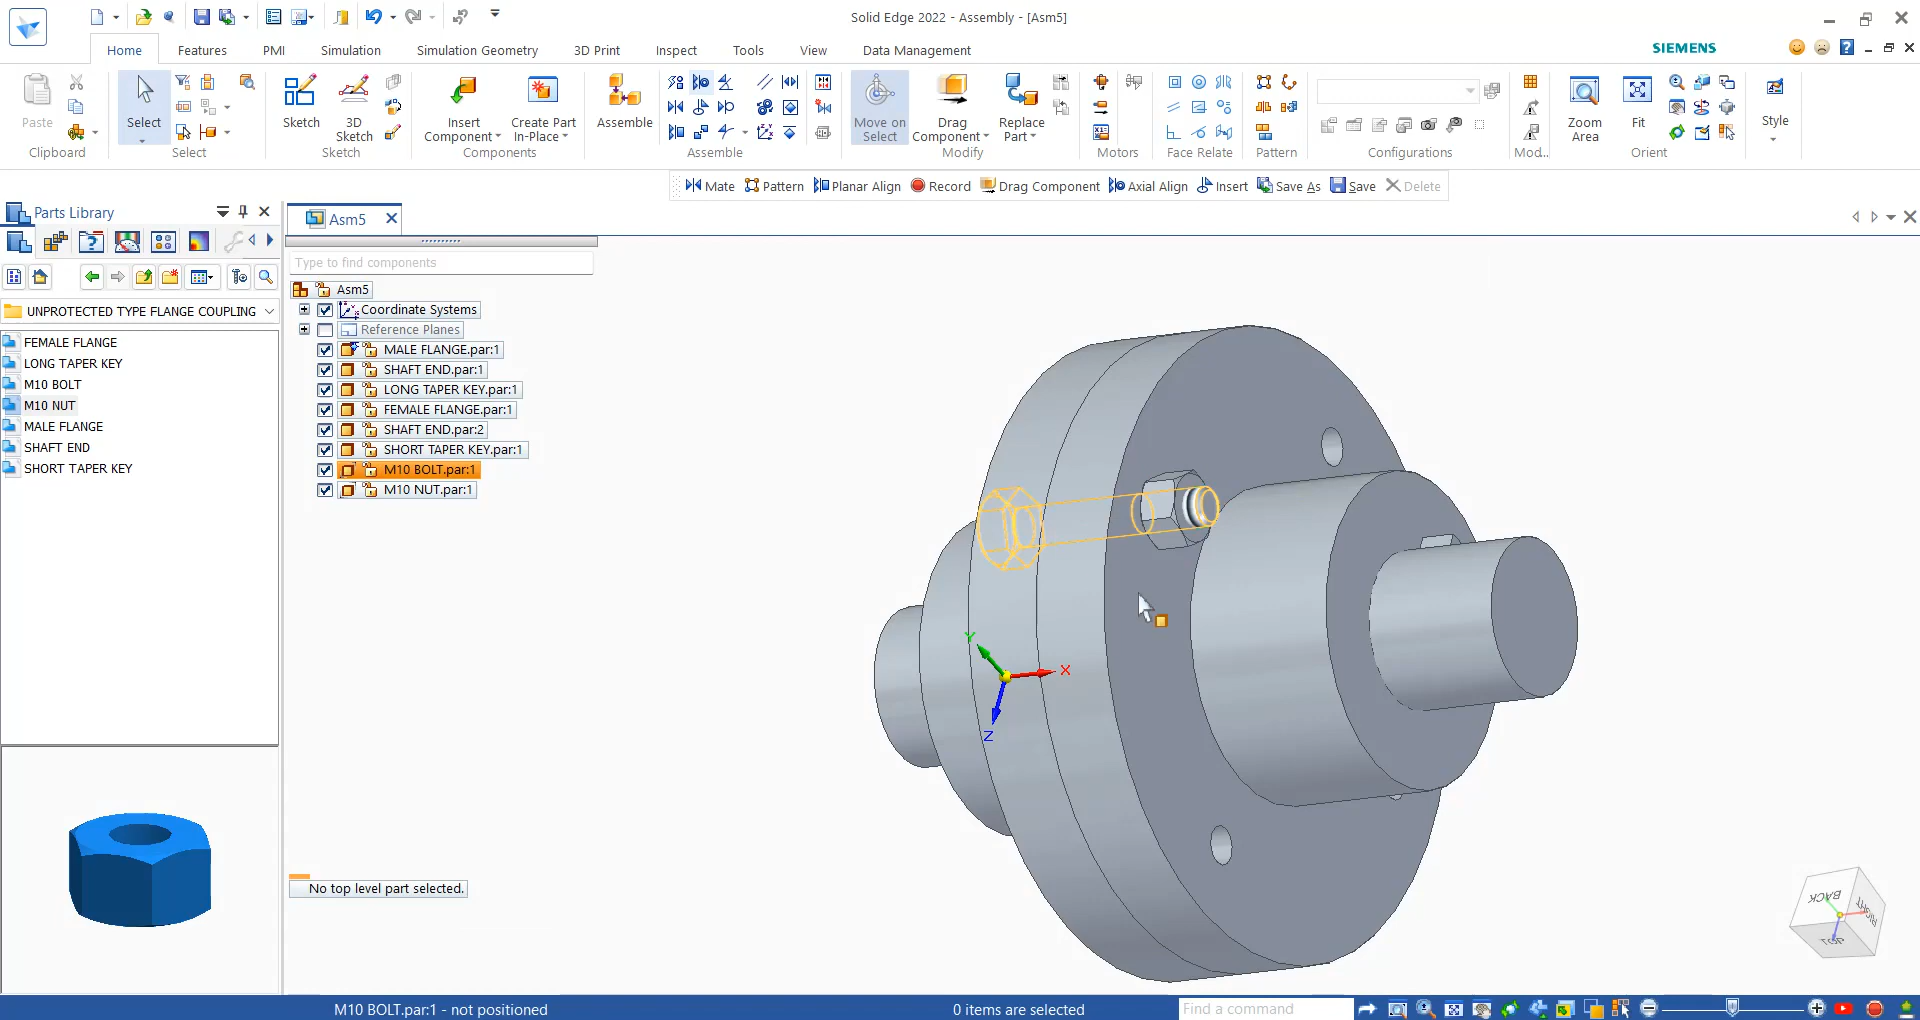 Solid Edge 2022 - Assembly - [Asm5]
Home
Features
PMI
Simulation
Simulation Geometry
3D Print
Inspect
Tools
View
Data Management
SIEMENS
Paste
Clipboard
Select
Select
Sketch
3D
Sketch
Sketch
Insert
Component
Create Part
In-Place
Components
Assemble
Assemble
Move on
Select
Drag
Component
Replace
Part
Modify
Motors
Face Relate
Pattern
Configurations
Mod...
Zoom
Area
Fit
Orient
Style
Mate
Pattern
Planar Align
Record
Drag Component
Axial Align
Insert
Save As
Save
Delete
Parts Library
UNPROTECTED TYPE FLANGE COUPLING
FEMALE FLANGE
LONG TAPER KEY
M10 BOLT
M10 NUT
MALE FLANGE
SHAFT END
SHORT TAPER KEY
Asm5
Type to find components
Asm5
Coordinate Systems
Reference Planes
MALE FLANGE.par:1
SHAFT END.par:1
LONG TAPER KEY.par:1
FEMALE FLANGE.par:1
SHAFT END.par:2
SHORT TAPER KEY.par:1
M10 BOLT.par:1
M10 NUT.par:1
No top level part selected.
Y
X
Z
BACK
RIGHT
TOP
M10 BOLT.par:1 - not positioned
0 items are selected
Find a command